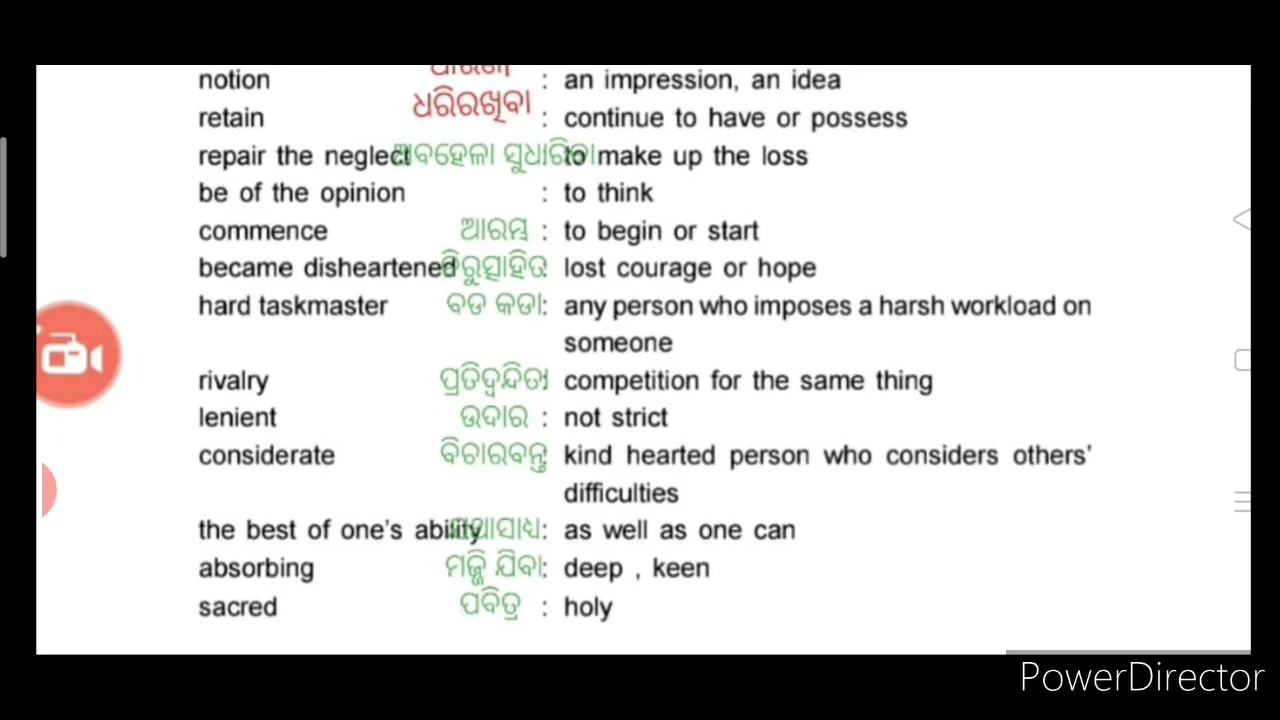 notion : an impression, an idea
retain ଧରିରଖିବା : continue to have or possess
repair the neglect ଅବହେଳା ସୁଧାରିବା to make up the loss
be of the opinion : to think
commence ଆରମ୍ଭ : to begin or start
became disheartened ନିରୁତ୍ସାହିତ : lost courage or hope
hard taskmaster ବଡ କଡା : any person who imposes a harsh workload on
someone
rivalry ପ୍ରତିଦ୍ୱନ୍ଦିତା : competition for the same thing
lenient ଉଦାର : not strict
considerate ବିଚାରବନ୍ତ : kind hearted person who considers others'
difficulties
the best of one's ability ଯଥାସାଧ୍ୟ : as well as one can
absorbing ମଜ୍ଜି ଯିବା : deep , keen
sacred ପବିତ୍ର : holy
PowerDirector